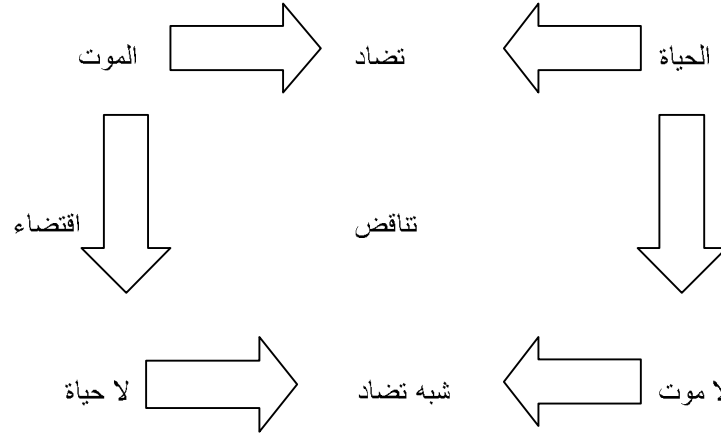 الحياة تضاد الموت
تناقض اقتضاء
لا موت شبه تضاد لا حياة